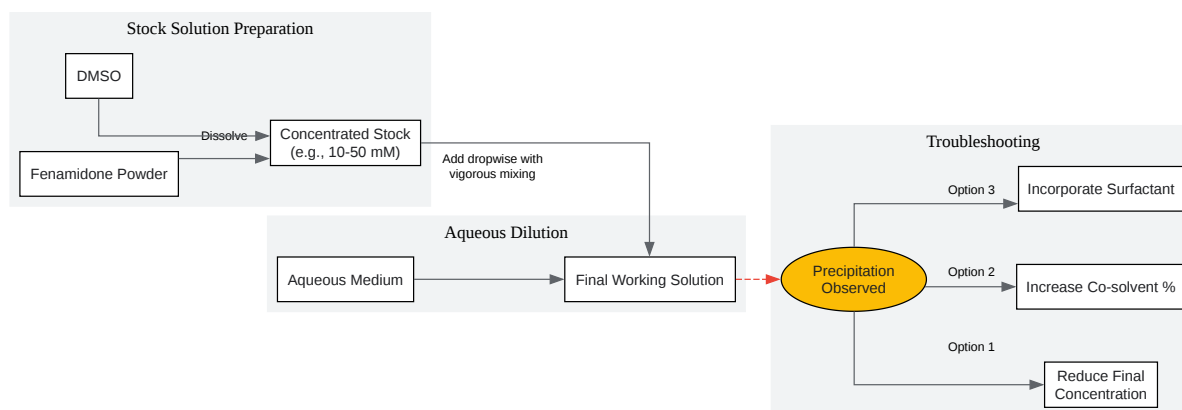 Stock Solution Preparation
DMSO
Dissolve
Fenamidone Powder
Concentrated Stock
(e.g., 10-50 mM)
Add dropwise with
vigorous mixing
Aqueous Dilution
Aqueous Medium
Final Working Solution
Troubleshooting
Precipitation
Observed
Option 3
Incorporate Surfactant
Option 2
Increase Co-solvent %
Option 1
Reduce Final
Concentration